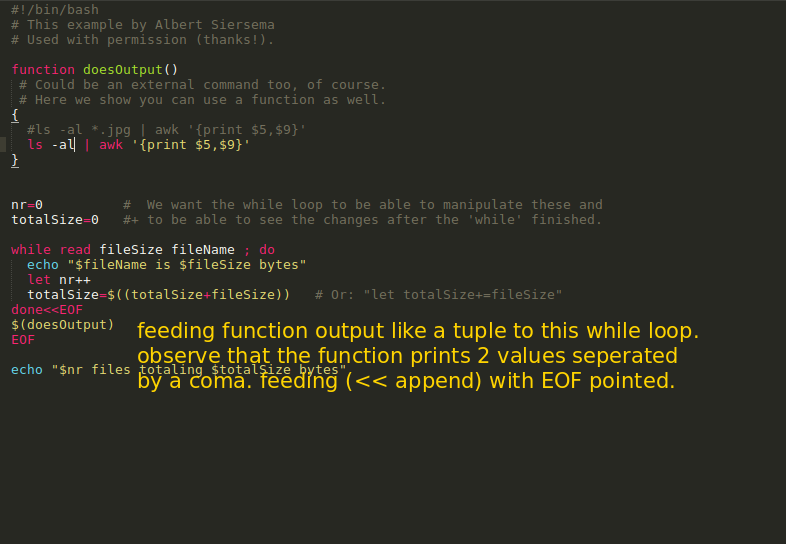 #!/bin/bash
# This example by Albert Siersema
# Used with permission (thanks!).
function doesOutput()
# Could be an external command too, of course.
# Here we show you can use a function as well.
{
#ls -al *.jpg | awk '{print $5,$9}'
ls -al | awk '{print $5,$9}'
}
nr=0 # We want the while loop to be able to manipulate these and
totalSize=0 #+ to be able to see the changes after the 'while' finished.
while read fileSize fileName ; do
echo "$fileName is $fileSize bytes"
let nr++
totalSize=$((totalSize+fileSize)) # Or: "let totalSize+=fileSize"
done<<EOF
$(doesOutput)
EOF
feeding function output like a tuple to this while loop.
observe that the function prints 2 values seperated
by a coma. feeding (<< append) with EOF pointed.
echo "$nr files totaling $totalSize bytes"